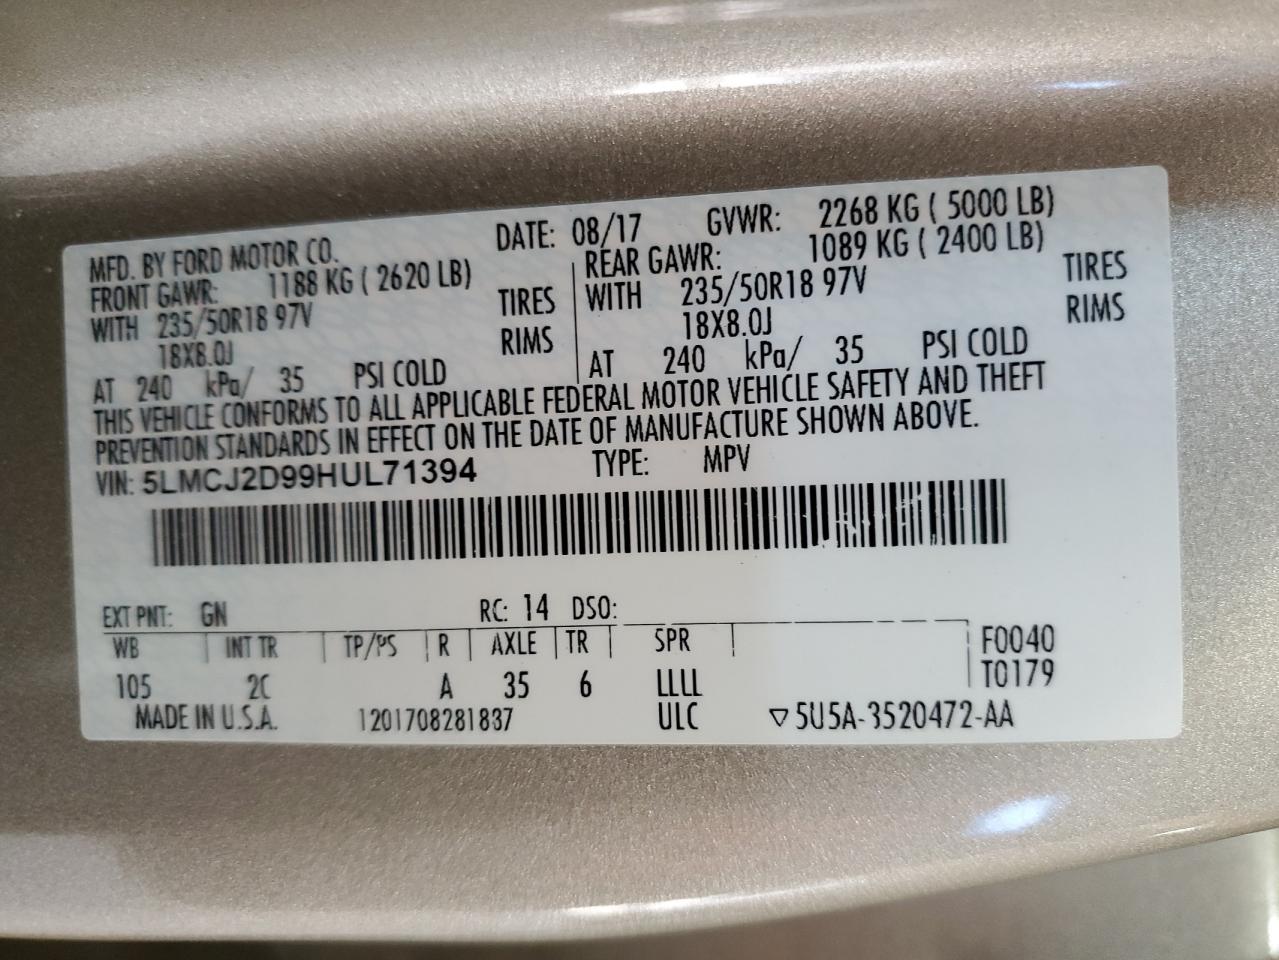 MFD. BY FORD MOTOR CO.
DATE: 08/17 GVWR: 2268 KG ( 5000 LB)
FRONT GAWR: 1188 KG ( 2620 LB)
WITH 235/50R18 97V TIRES
18X8.0J RIMS
AT 240 kPa/ 35 PSI COLD
REAR GAWR: 1089 KG ( 2400 LB)
WITH 235/50R18 97V TIRES
18X8.0J RIMS
AT 240 kPa/ 35 PSI COLD
THIS VEHICLE CONFORMS TO ALL APPLICABLE FEDERAL MOTOR VEHICLE SAFETY AND THEFT
PREVENTION STANDARDS IN EFFECT ON THE DATE OF MANUFACTURE SHOWN ABOVE.
VIN: 5LMCJ2D99HUL71394 TYPE: MPV
EXT PNT: GN RC: 14 DSO:
WB INT TR TP/PS R AXLE TR SPR F0040
105 2C A 35 6 LLLL T0179
MADE IN U.S.A. 1201708281837 ULC ▽5U5A-3520472-AA